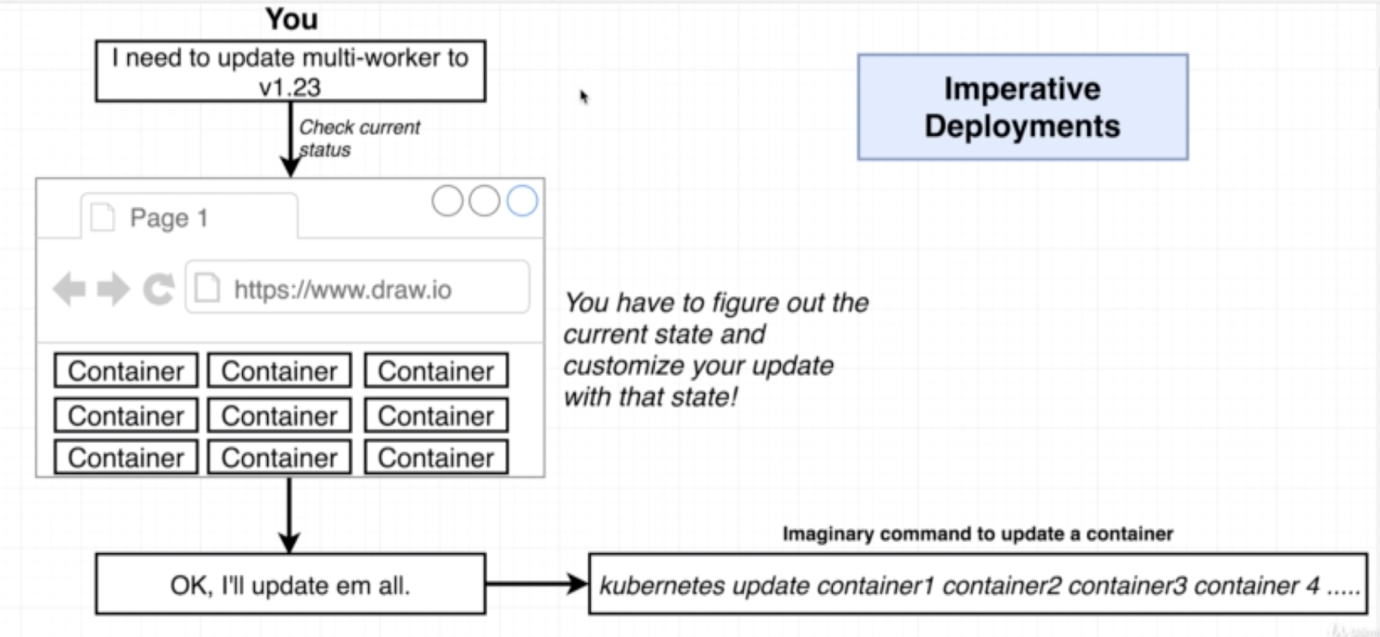 You
I need to update multi-worker to
v1.23
Imperative
Deployments
Check current
status
Page 1
https://www.draw.io
You have to figure out the
current state and
customize your update
with that state!
Container Container Container
Container Container Container
Container Container Container
Imaginary command to update a container
OK, I'll update em all.
kubernetes update container1 container2 container3 container 4 .....